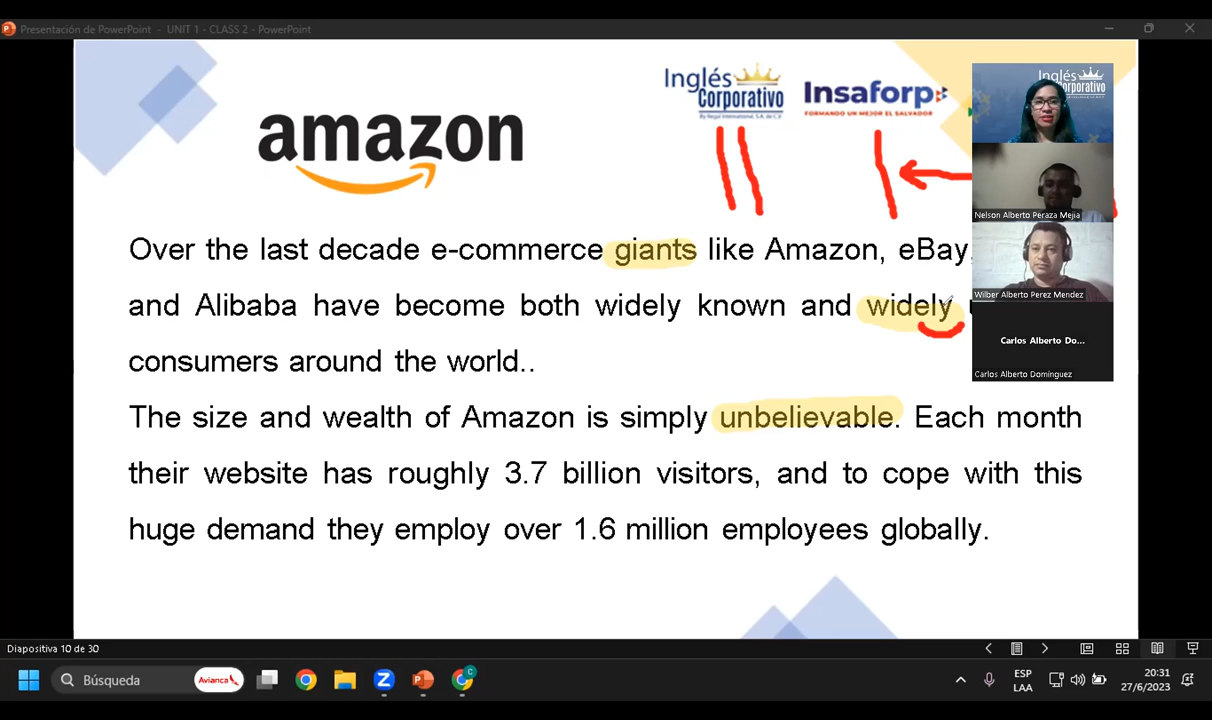 Presentación de PowerPoint - UNIT 1 - CLASS 2 - PowerPoint
amazon
Inglés
Corporativo
By Regal International, S.A. de C.V
Insaforp
FORMANDO UN MEJOR EL SALVADOR
Inglés
Corporativo
Nelson Alberto Peraza Mejia
Wilber Alberto Perez Mendez
Carlos Alberto Do...
Carlos Alberto Domínguez
Over the last decade e-commerce giants like Amazon, eBay,
and Alibaba have become both widely known and widely
consumers around the world..
The size and wealth of Amazon is simply unbelievable. Each month
their website has roughly 3.7 billion visitors, and to cope with this
huge demand they employ over 1.6 million employees globally.
Diapositiva 10 de 30
Búsqueda
Avianca
ESP
LAA
20:31
27/6/2023